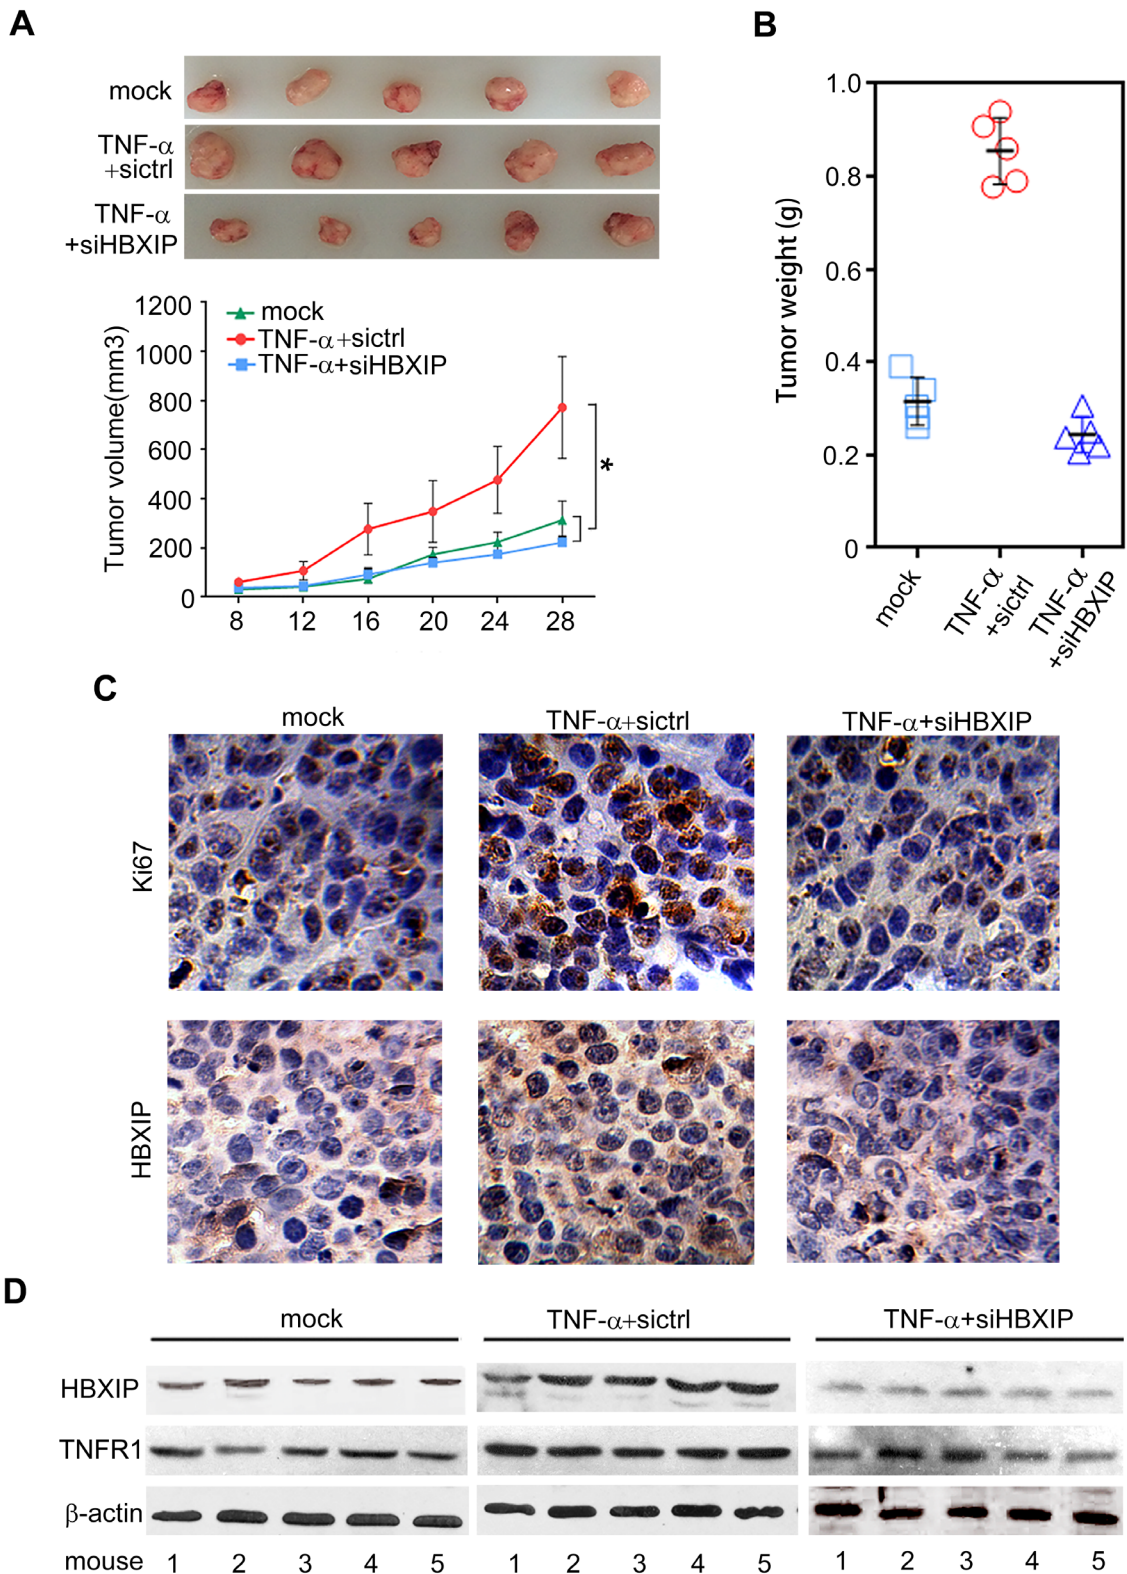 A
mock
TNF-α
+sictrl
TNF-α
+siHBXIP
1200
1000
800
600
400
200
0
Tumor volume(mm3)
mock
TNF-α+sictrl
TNF-α+siHBXIP
*
8 12 16 20 24 28
B
1.0
0.8
0.6
0.4
0.2
0
Tumor weight (g)
mock
TNF-α
+sictrl
TNF-α
+siHBXIP
C
mock TNF-α+sictrl TNF-α+siHBXIP
Ki67
HBXIP
D
mock TNF-α+sictrl TNF-α+siHBXIP
HBXIP
TNFR1
β-actin
mouse 1 2 3 4 5 1 2 3 4 5 1 2 3 4 5